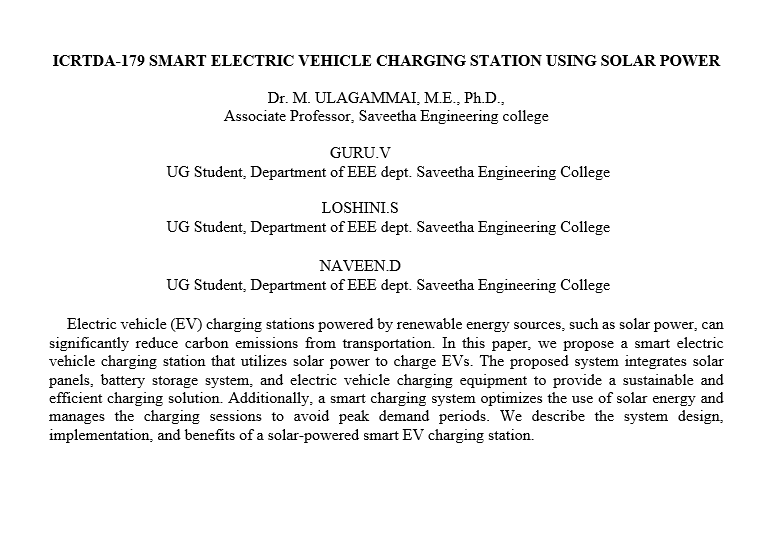 ICRTDA-179 SMART ELECTRIC VEHICLE CHARGING STATION USING SOLAR POWER
Dr. M. ULAGAMMAI, M.E., Ph.D.,
Associate Professor, Saveetha Engineering college
GURU.V
UG Student, Department of EEE dept. Saveetha Engineering College
LOSHINI.S
UG Student, Department of EEE dept. Saveetha Engineering College
NAVEEN.D
UG Student, Department of EEE dept. Saveetha Engineering College
Electric vehicle (EV) charging stations powered by renewable energy sources, such as solar power, can
significantly reduce carbon emissions from transportation. In this paper, we propose a smart electric
vehicle charging station that utilizes solar power to charge EVs. The proposed system integrates solar
panels, battery storage system, and electric vehicle charging equipment to provide a sustainable and
efficient charging solution. Additionally, a smart charging system optimizes the use of solar energy and
manages the charging sessions to avoid peak demand periods. We describe the system design,
implementation, and benefits of a solar-powered smart EV charging station.